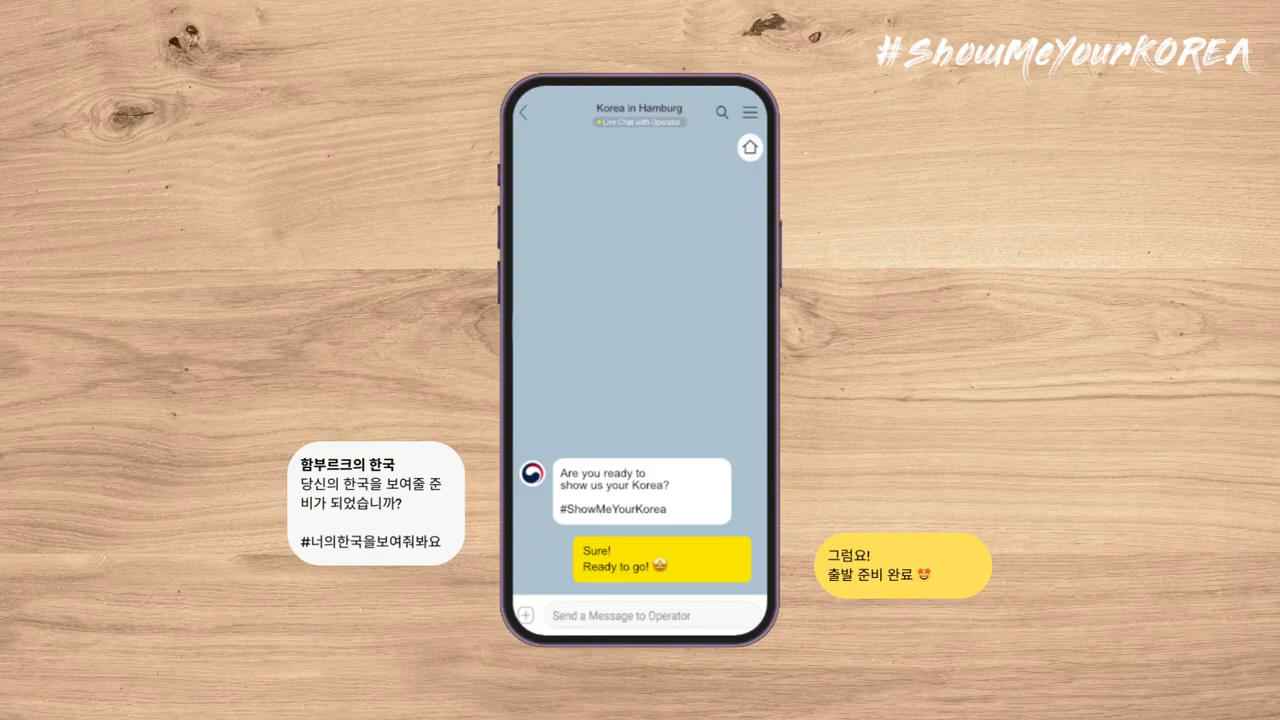 #ShowMeYourKOREA
Korea in Hamburg
Live Chat with Operator
Are you ready to
show us your Korea?
#ShowMeYourKorea
Sure!
Ready to go! 🤩
Send a Message to Operator
함부르크의 한국
당신의 한국을 보여줄 준
비가 되었습니까?
#너의한국을보여줘봐요
그럼요!
출발 준비 완료 🤩